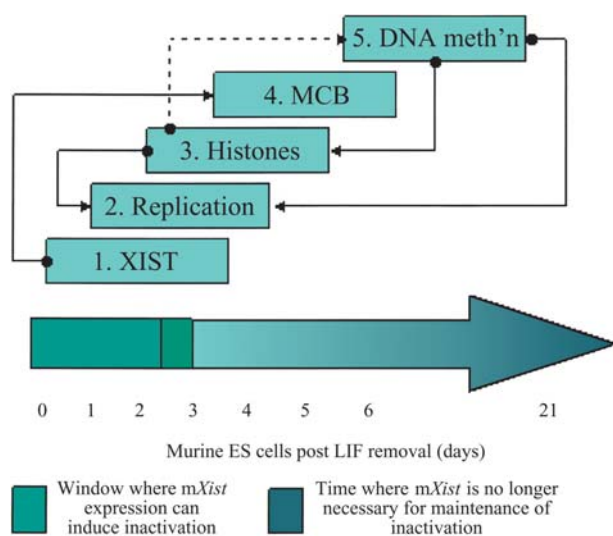 5. DNA meth'n
4. MCB
3. Histones
2. Replication
1. XIST
0 1 2 3 4 5 6 21
Murine ES cells post LIF removal (days)
Window where mXist
expression can
induce inactivation
Time where mXist is no longer
necessary for maintenance of
inactivation